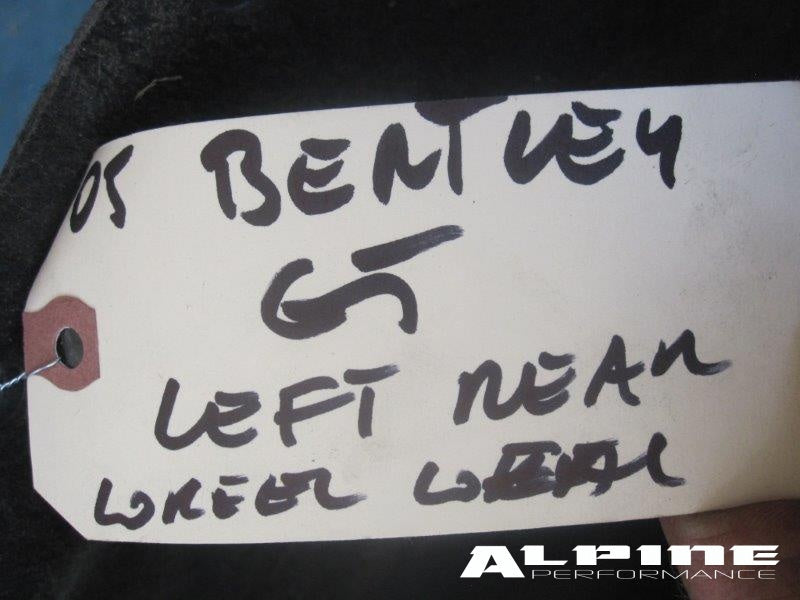 05 BENTLEY
GT
LEFT REAR
WHEEL
ALPINE
PERFORMANCE